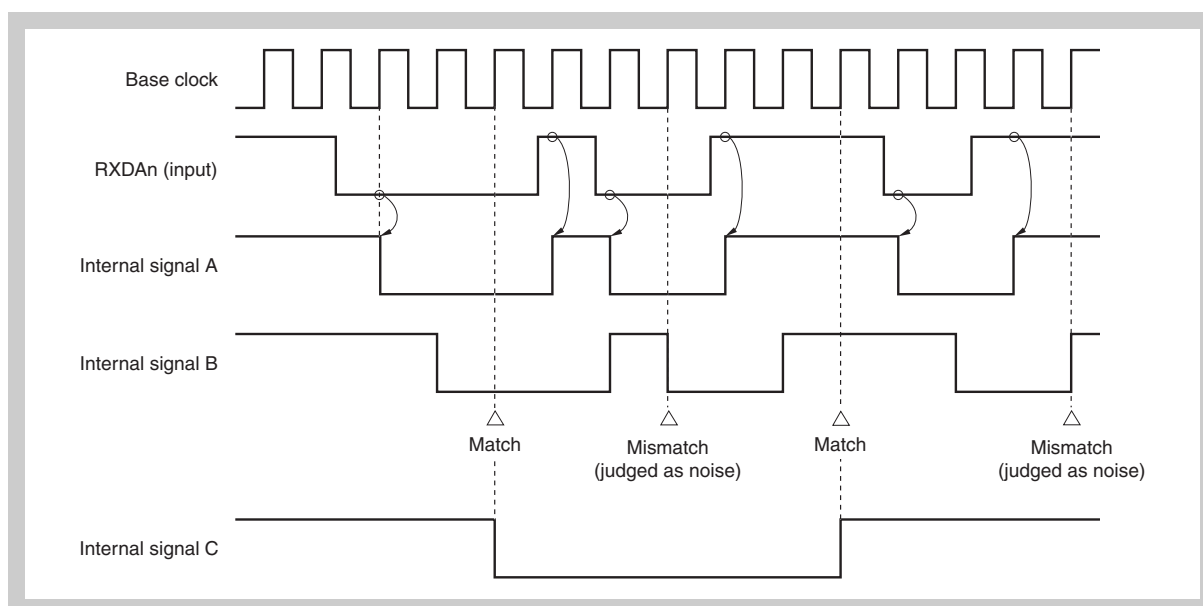 Base clock
RXDAn (input)
Internal signal A
Internal signal B
Match
Mismatch
(judged as noise)
Match
Mismatch
(judged as noise)
Internal signal C